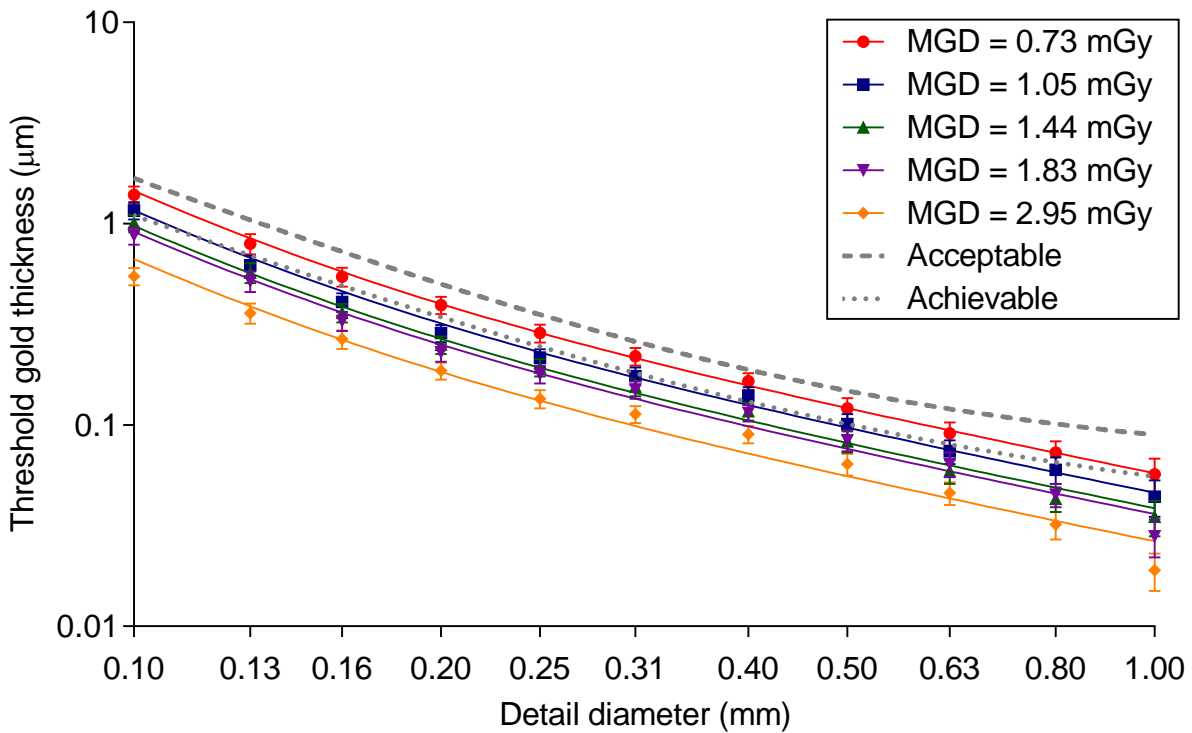 10
1
0.1
0.01
Threshold gold thickness (μm)
0.10 0.13 0.16 0.20 0.25 0.31 0.40 0.50 0.63 0.80 1.00
Detail diameter (mm)
MGD = 0.73 mGy
MGD = 1.05 mGy
MGD = 1.44 mGy
MGD = 1.83 mGy
MGD = 2.95 mGy
Acceptable
Achievable